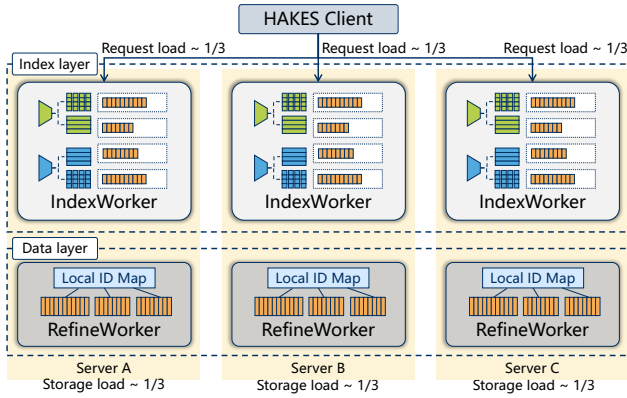 HAKES Client
Request load ~ 1/3
Request load ~ 1/3
Request load ~ 1/3
Index layer
IndexWorker
IndexWorker
IndexWorker
Data layer
Local ID Map
Local ID Map
Local ID Map
RefineWorker
RefineWorker
RefineWorker
Server A
Server B
Server C
Storage load ~ 1/3
Storage load ~ 1/3
Storage load ~ 1/3